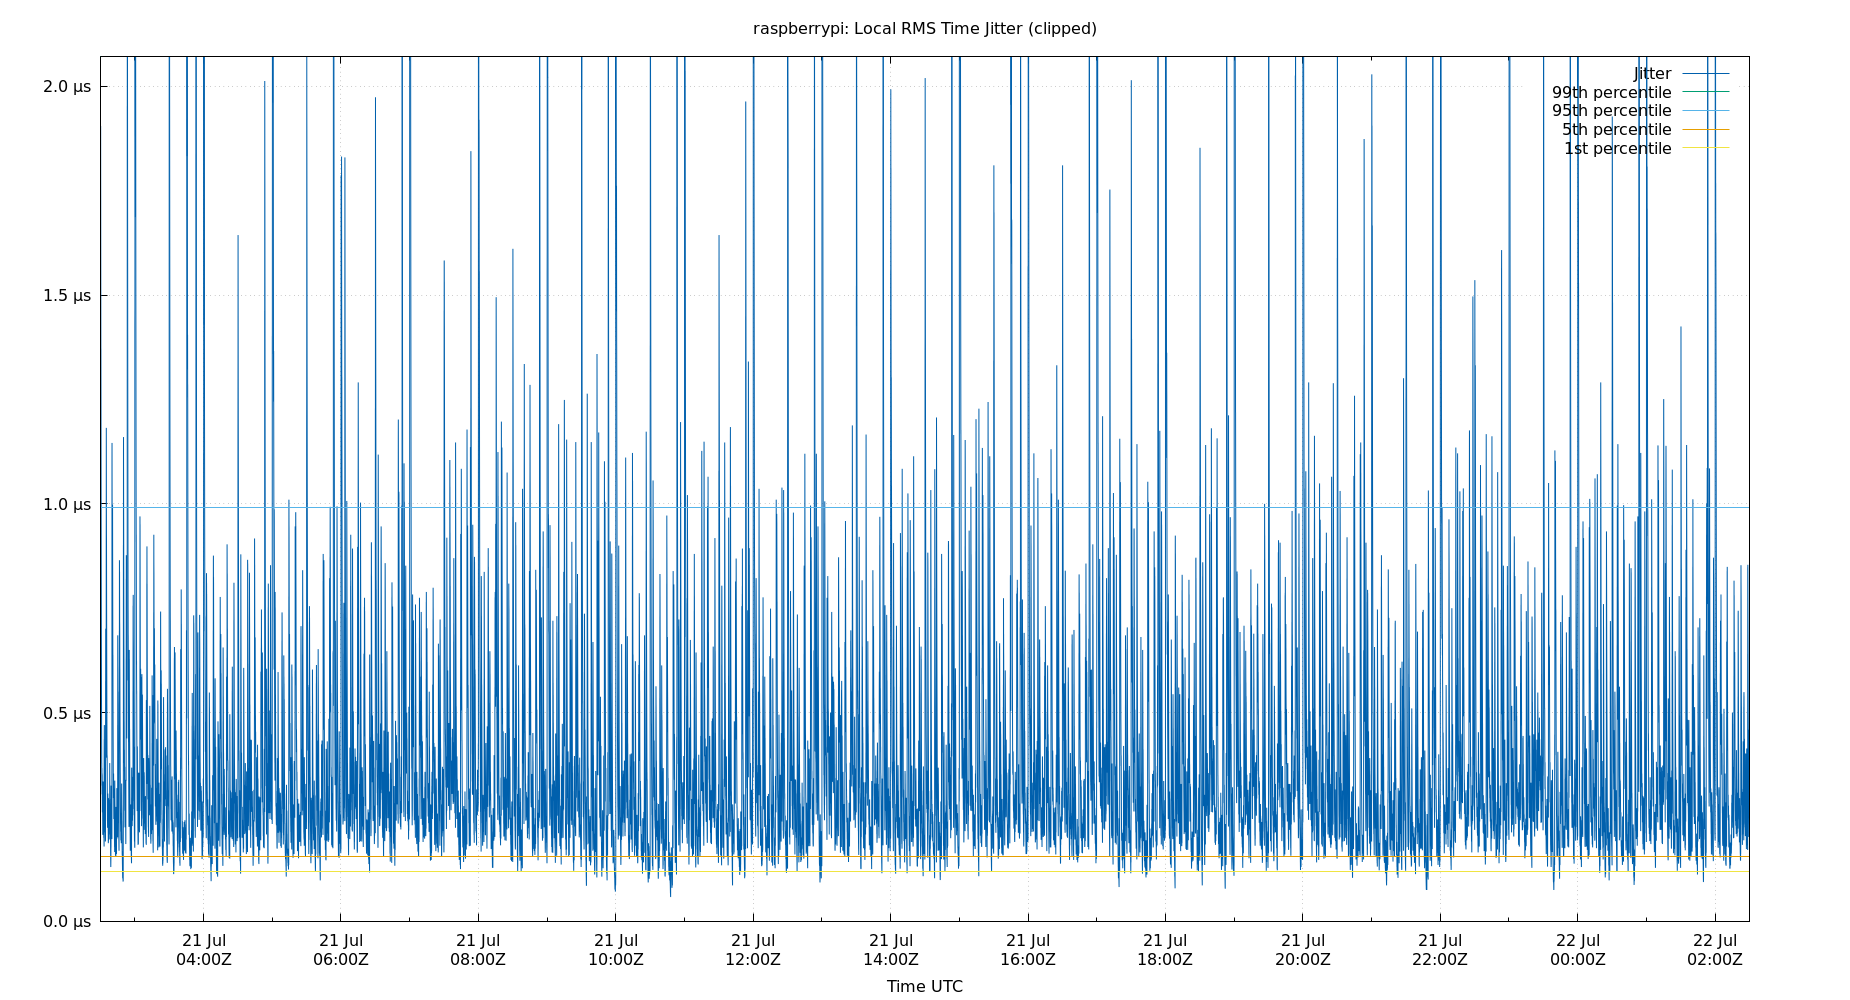 raspberrypi: Local RMS Time Jitter (clipped)
2.0 µs
1.5 µs
1.0 µs
0.5 µs
0.0 µs
Jitter
99th percentile
95th percentile
5th percentile
1st percentile
21 Jul 21 Jul 21 Jul 21 Jul 21 Jul 21 Jul 21 Jul 21 Jul 21 Jul 21 Jul 22 Jul 22 Jul
04:00Z 06:00Z 08:00Z 10:00Z 12:00Z 14:00Z 16:00Z 18:00Z 20:00Z 22:00Z 00:00Z 02:00Z
Time UTC